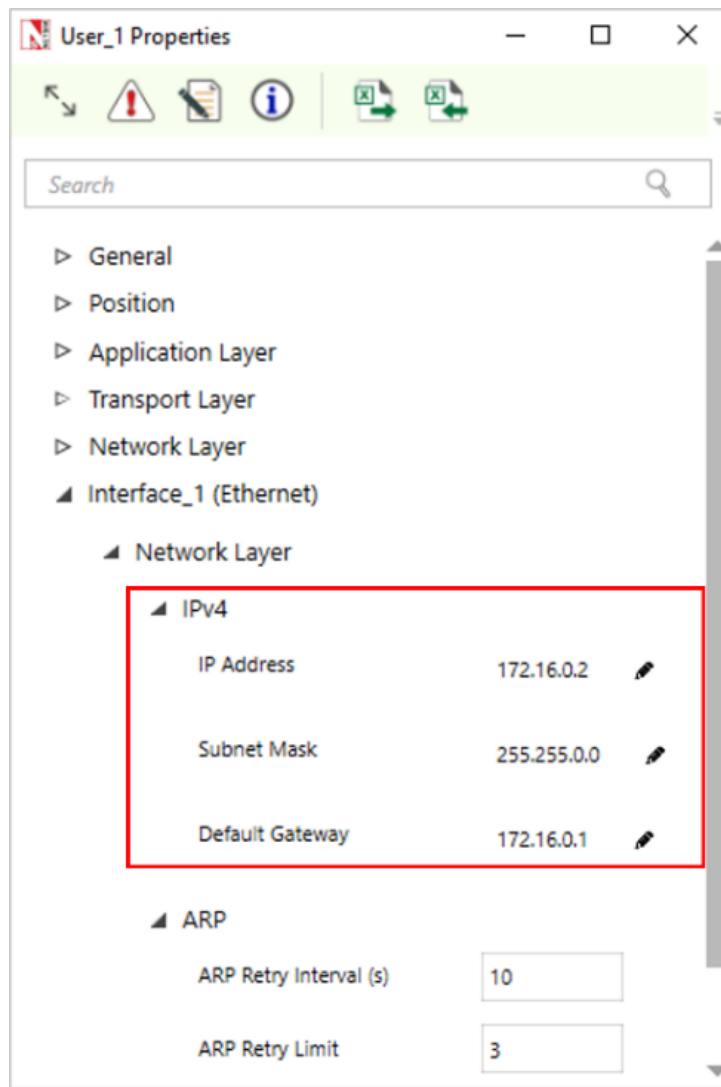 User_1 Properties
Search
General
Position
Application Layer
Transport Layer
Network Layer
Interface_1 (Ethernet)
Network Layer
IPv4
IP Address 172.16.0.2
Subnet Mask 255.255.0.0
Default Gateway 172.16.0.1
ARP
ARP Retry Interval (s) 10
ARP Retry Limit 3